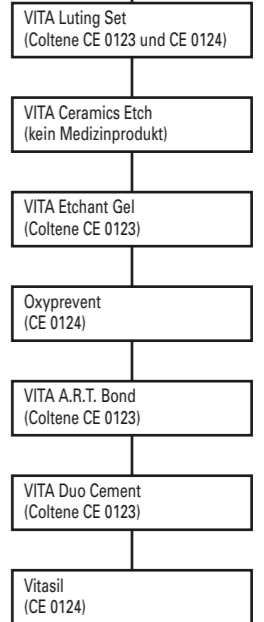 VITA Luting Set
(Coltene CE 0123 und CE 0124)
VITA Ceramics Etch
(kein Medizinprodukt)
VITA Etchant Gel
(Coltene CE 0123)
Oxyprevent
(CE 0124)
VITA A.R.T. Bond
(Coltene CE 0123)
VITA Duo Cement
(Coltene CE 0123)
Vitasil
(CE 0124)